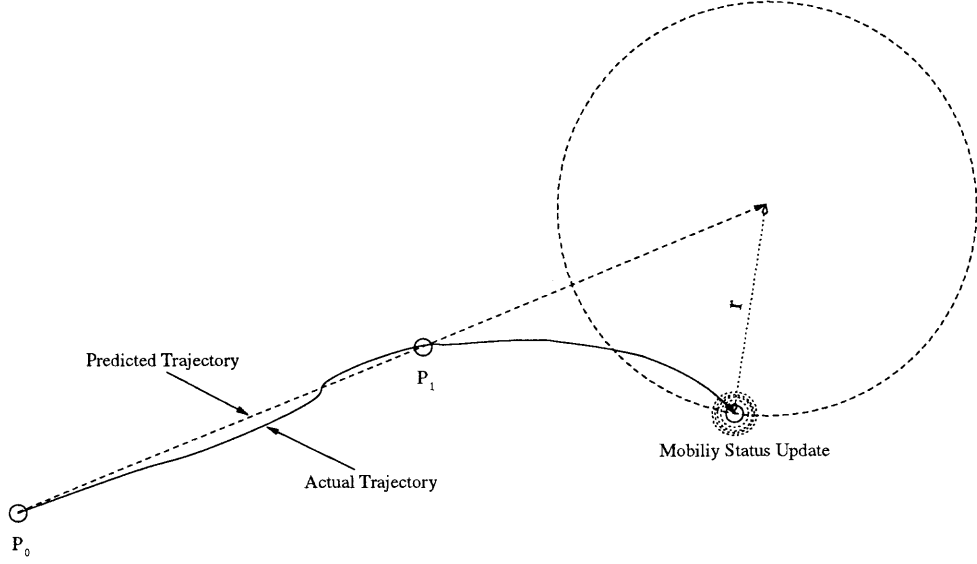 r
Predicted Trajectory
P1
Mobiliy Status Update
Actual Trajectory
P0